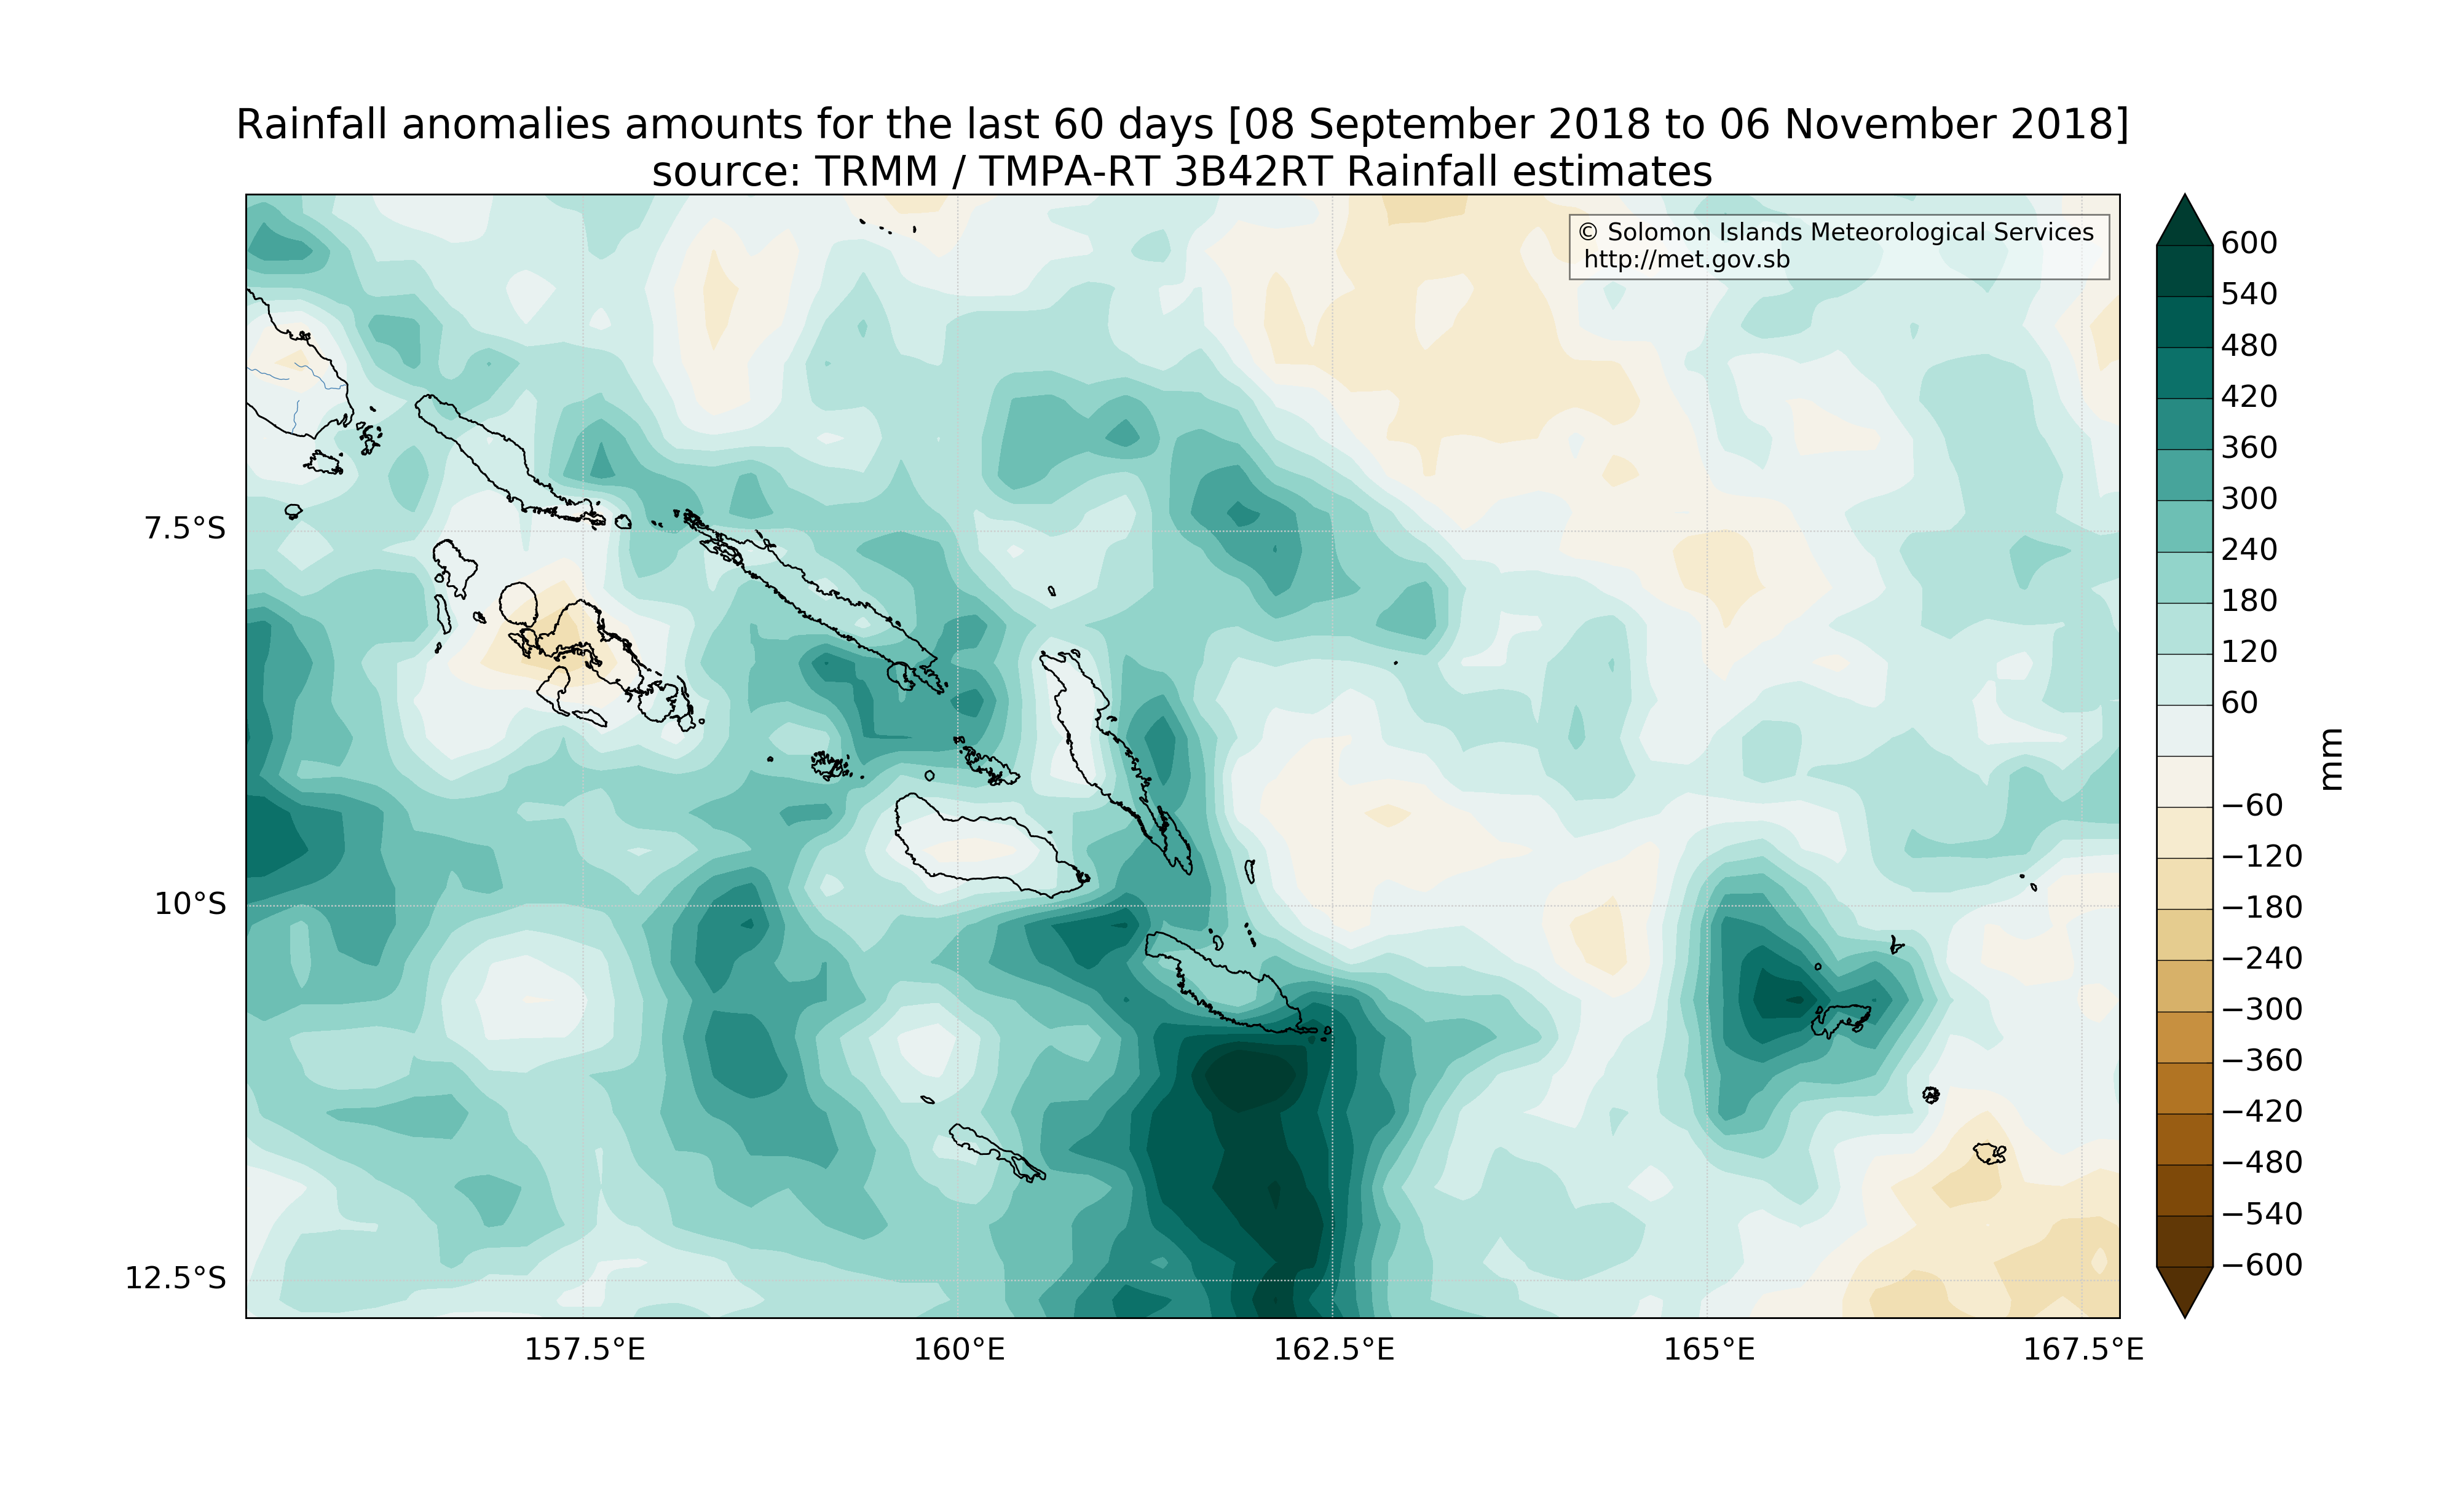 Rainfall anomalies amounts for the last 60 days [08 September 2018 to 06 November 2018]
source: TRMM / TMPA-RT 3B42RT Rainfall estimates
© Solomon Islands Meteorological Services
http://met.gov.sb
7.5°S
10°S
12.5°S
157.5°E
160°E
162.5°E
165°E
167.5°E
600
540
480
420
360
300
240
180
120
60
−60
−120
−180
−240
−300
−360
−420
−480
−540
−600
mm